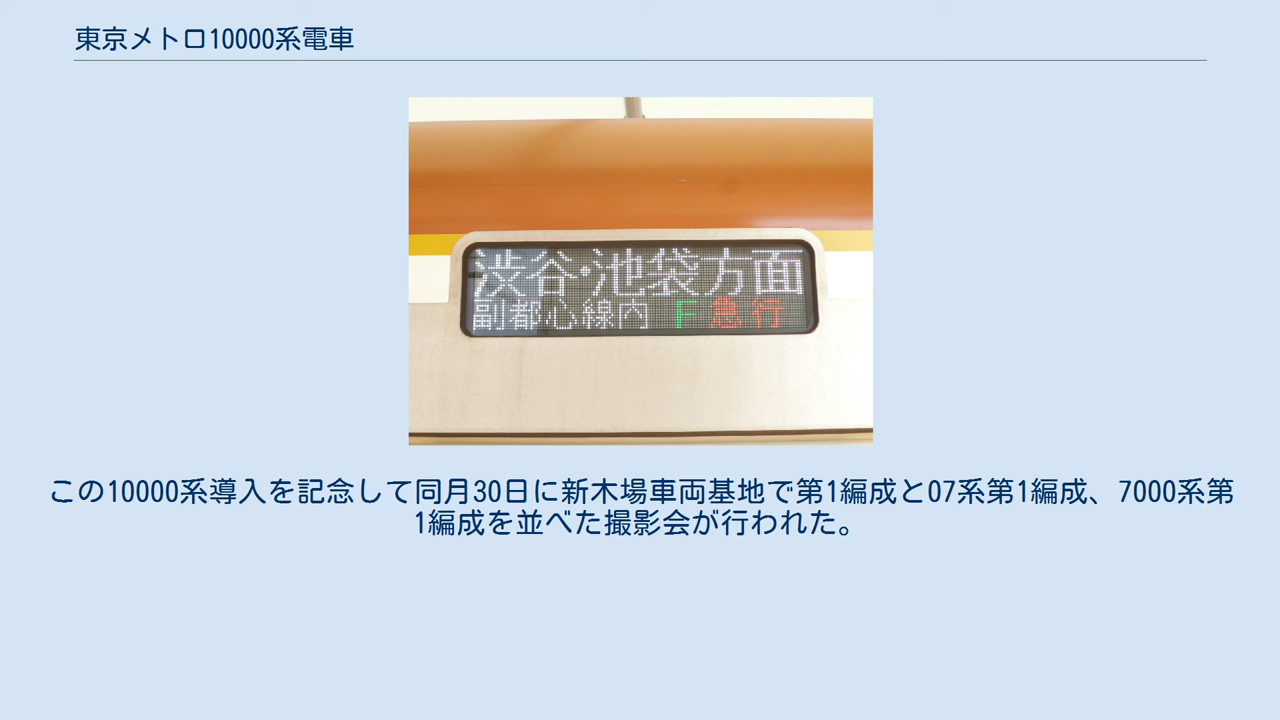 東京メトロ10000系電車
渋谷・池袋方面
副都心線内 F 急行
この10000系導入を記念して同月30日に新木場車両基地で第1編成と07系第1編成、7000系第
1編成を並べた撮影会が行われた。